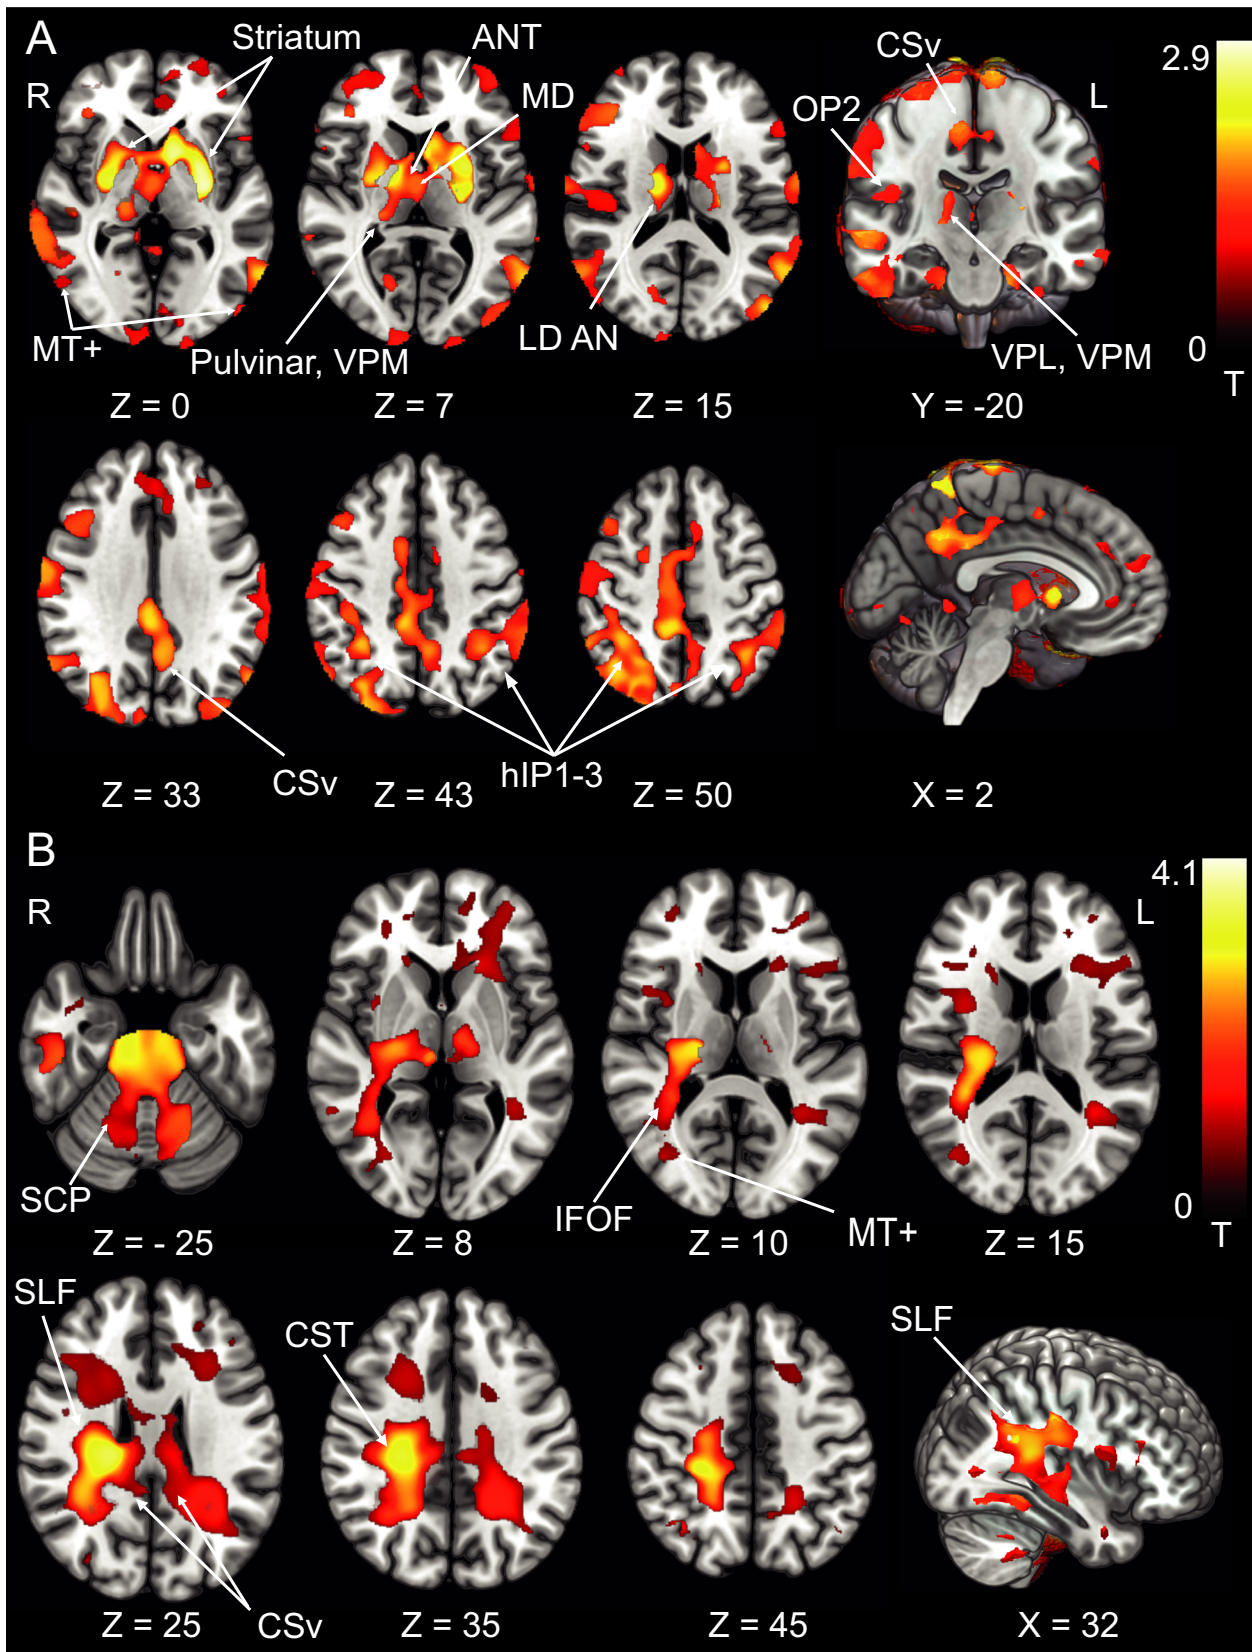 A
Striatum
ANT
CSv
2.9
R
MD
OP2
L
MT+
Pulvinar, VPM
LD AN
VPL, VPM
0
T
Z = 0
Z = 7
Z = 15
Y = -20
CSv
hIP1-3
Z = 33
Z = 43
Z = 50
X = 2
B
4.1
R
L
SCP
IFOF
MT+
0
T
Z = - 25
Z = 8
Z = 10
Z = 15
SLF
CST
SLF
CSv
Z = 25
Z = 35
Z = 45
X = 32